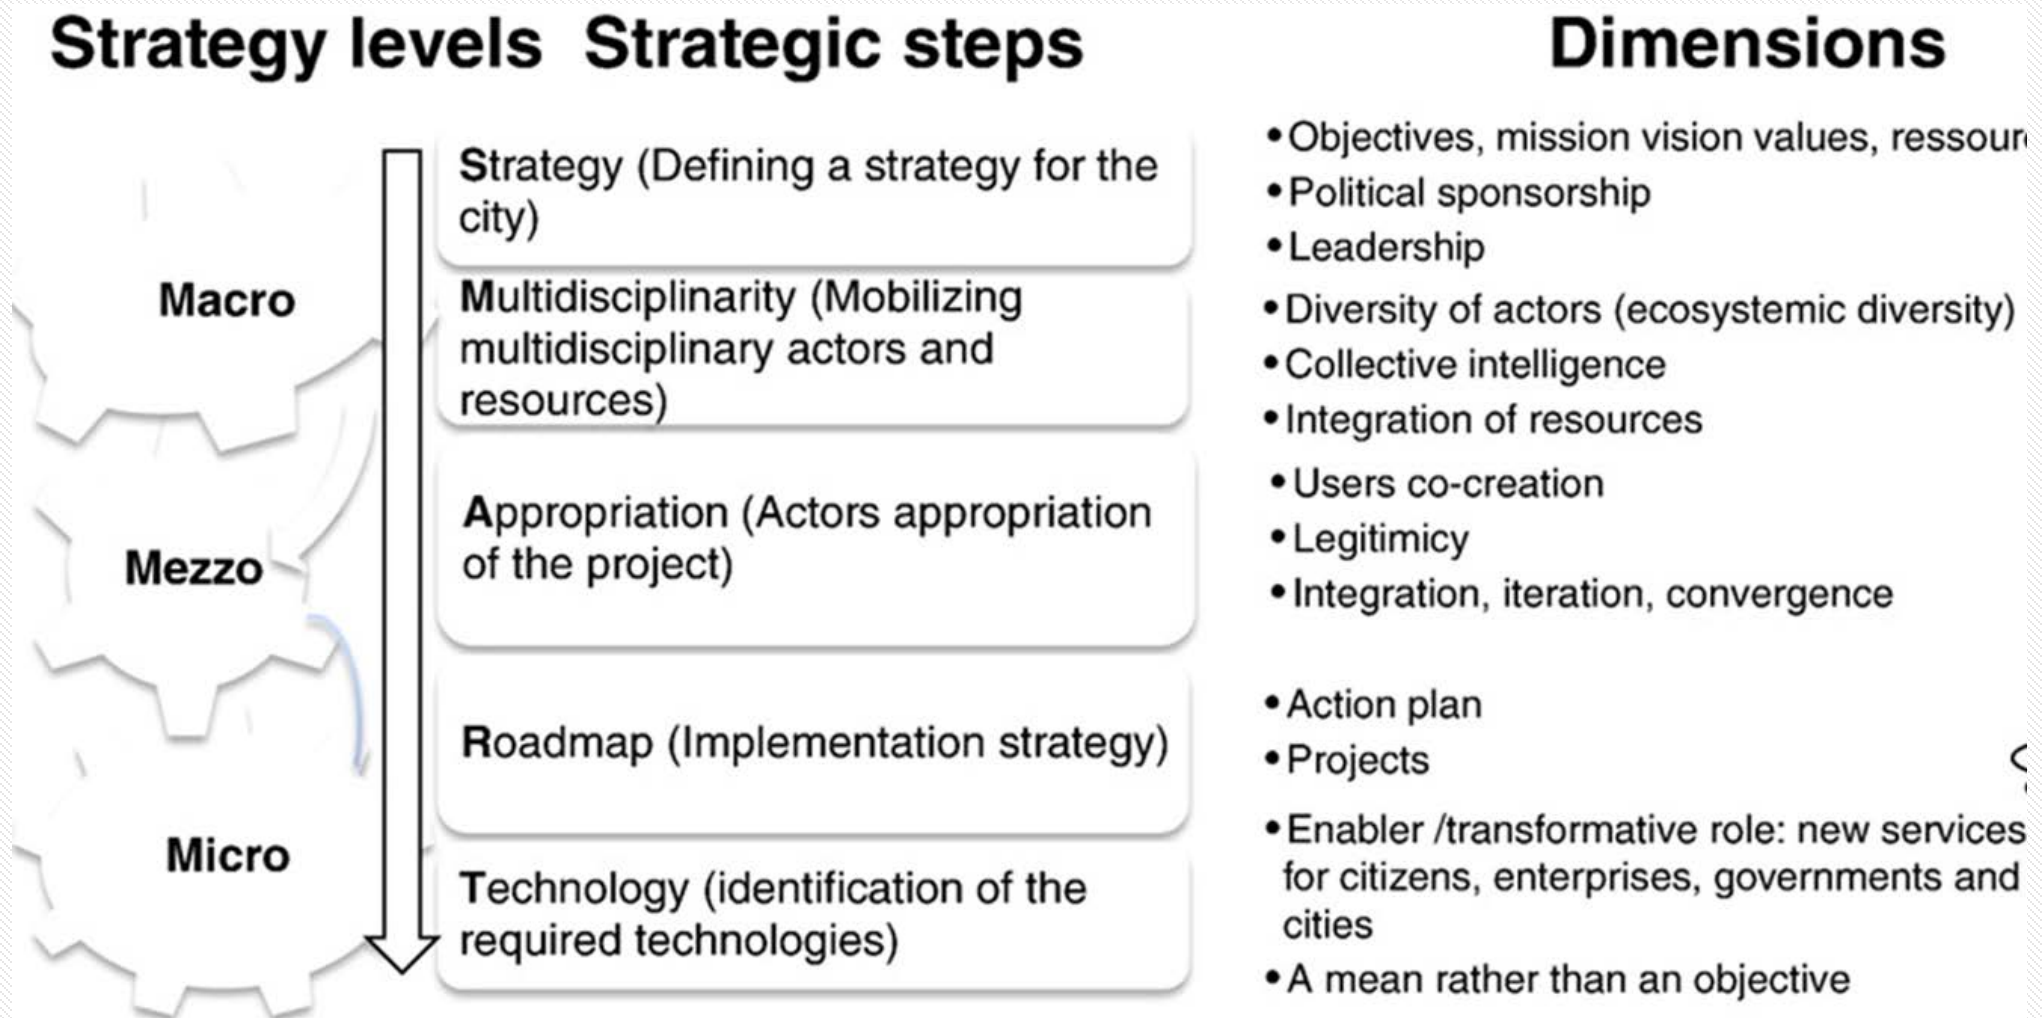 Strategy levels Strategic steps Dimensions
Macro
Mezzo
Micro
Strategy (Defining a strategy for the
city)
Multidisciplinarity (Mobilizing
multidisciplinary actors and
resources)
Appropriation (Actors appropriation
of the project)
Roadmap (Implementation strategy)
Technology (identification of the
required technologies)
•Objectives, mission vision values,
•Political sponsorship
•Leadership
•Diversity of actors (ecosystemic diversity)
•Collective intelligence
•Integration of resources
•Users co-creation
•Legitimicy
•Integration, iteration, convergence
•Action plan
•Projects
•Enabler /transformative role: new services
for citizens, enterprises, governments and
cities
•A mean rather than an objective